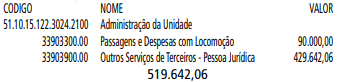 CODIGO NOME VALOR
51.10.15.122.3024.2100 Administração da Unidade
33903300.00 Passagens e Despesas com Locomoção 90.000,00
33903900.00 Outros Serviços de Terceiros - Pessoa Jurídica 429.642,06
519.642,06